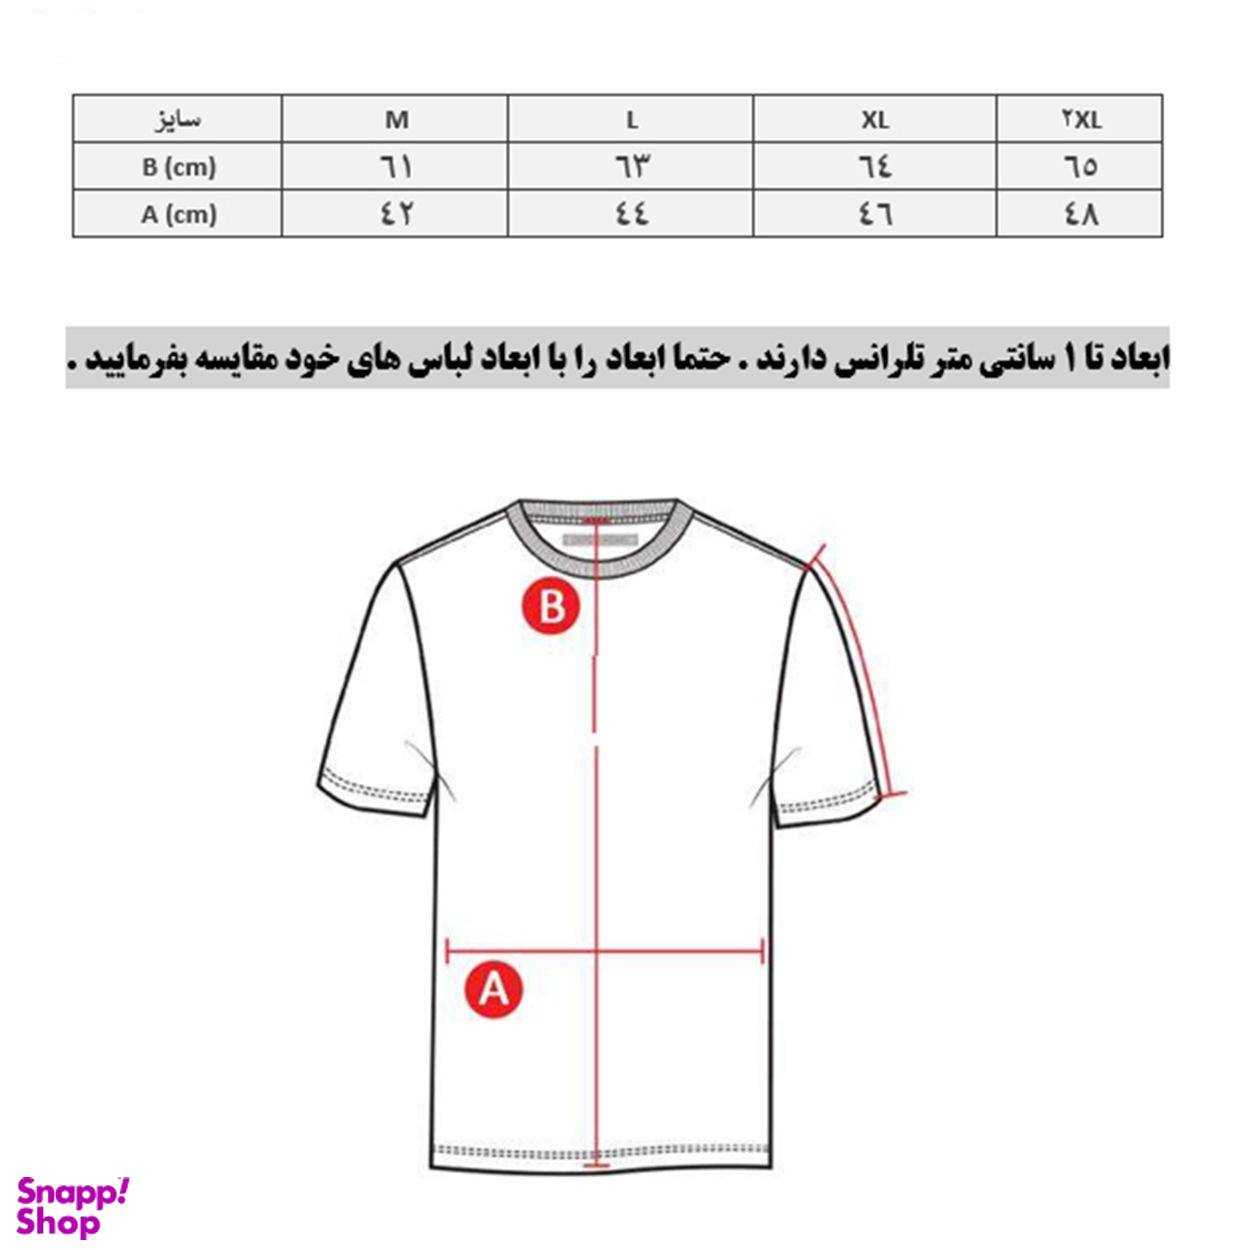 سایز M L XL ٢XL
B (cm) ٦١ ٦٣ ٦٤ ٦٥
A (cm) ٤٢ ٤٤ ٤٦ ٤٨
ابعاد تا ۱ سانتی متر تلرانس دارند . حتما ابعاد را با ابعاد لباس های خود مقایسه بفرمایید .
B
A
Snapp!
Shop